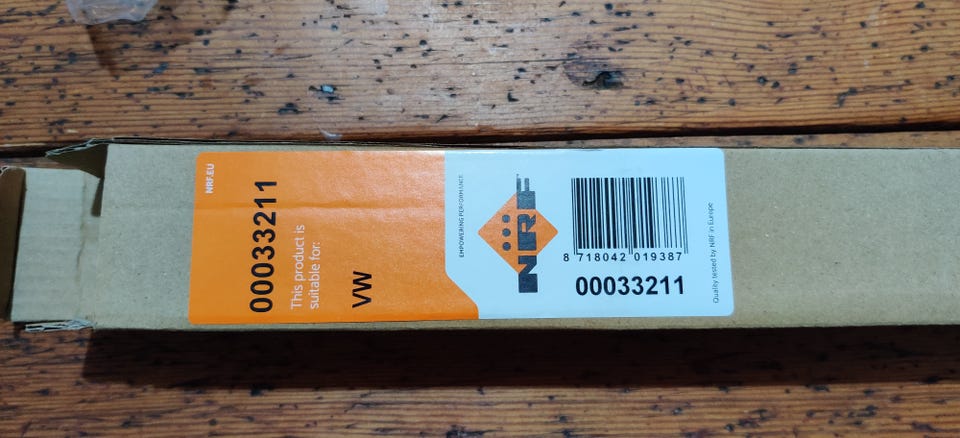 NRF.EU
00033211
This product is
suitable for:
VW
EMPOWERING PERFORMANCE
NRF
8 718042 019387
00033211
Quality tested by NRF in Europe